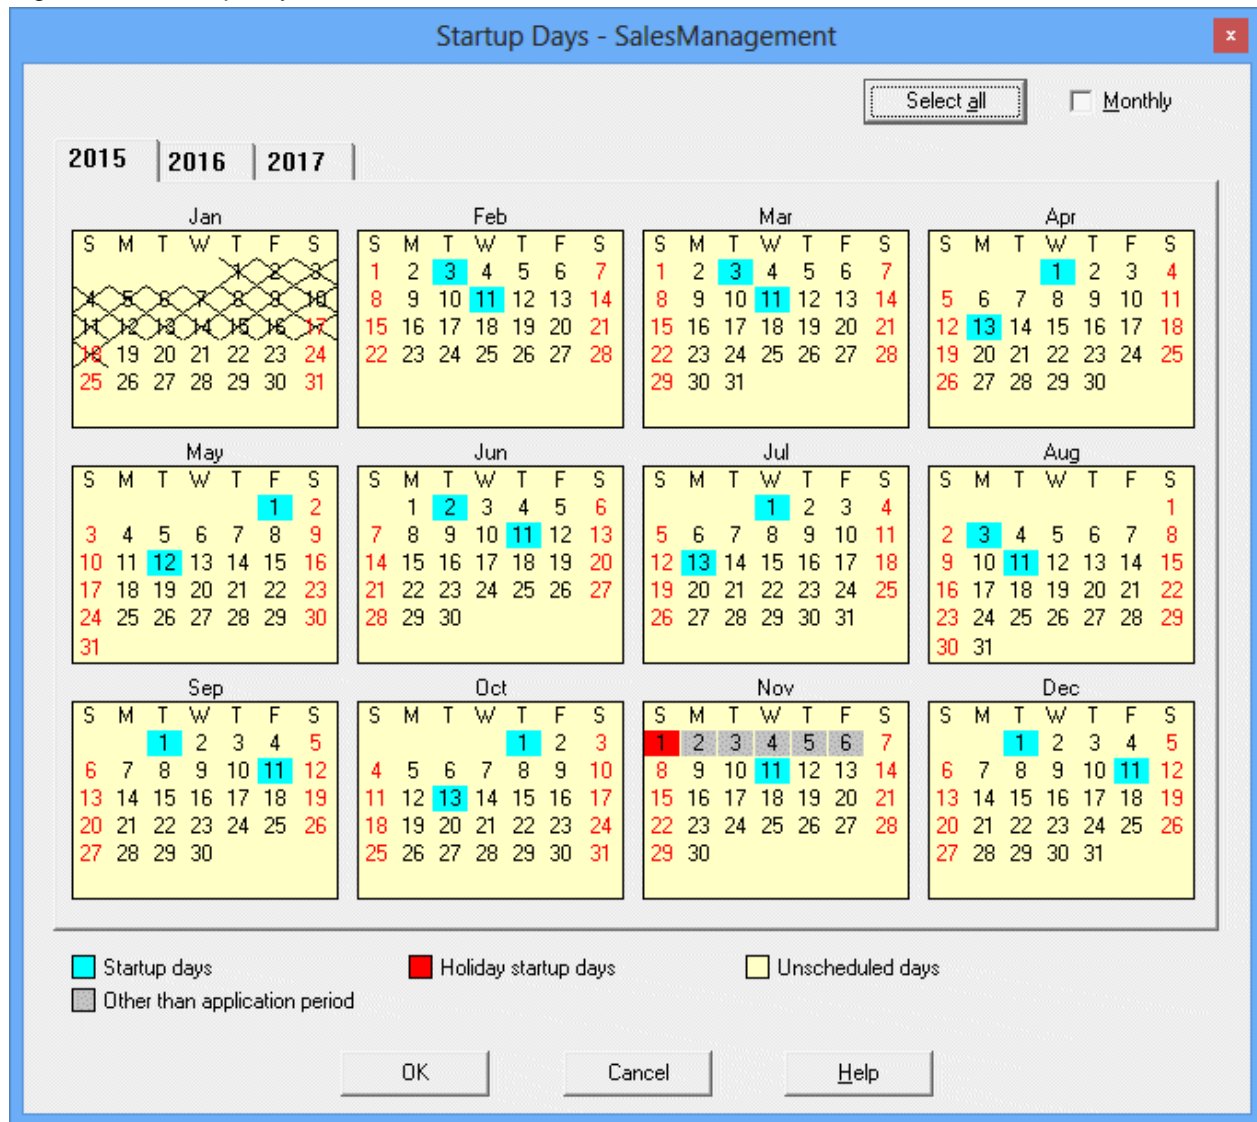 Startup Days - SalesManagement
x
Select all Monthly
2015 2016 2017
Jan Feb Mar Apr
S M T W T F S S M T W T F S S M T W T F S S M T W T F S
1 2 3 1 2 3 4 5 6 7 1 2 3 4 5 6 7 1 2 3 4
4 5 6 7 8 9 10 8 9 10 11 12 13 14 8 9 10 11 12 13 14 5 6 7 8 9 10 11
11 12 13 14 15 16 17 15 16 17 18 19 20 21 15 16 17 18 19 20 21 12 13 14 15 16 17 18
18 19 20 21 22 23 24 22 23 24 25 26 27 28 22 23 24 25 26 27 28 19 20 21 22 23 24 25
25 26 27 28 29 30 31 29 30 31 26 27 28 29 30
May Jun Jul Aug
S M T W T F S S M T W T F S S M T W T F S S M T W T F S
1 2 1 2 3 4 5 6 1 2 3 4 1
3 4 5 6 7 8 9 7 8 9 10 11 12 13 5 6 7 8 9 10 11 2 3 4 5 6 7 8
10 11 12 13 14 15 16 14 15 16 17 18 19 20 12 13 14 15 16 17 18 9 10 11 12 13 14 15
17 18 19 20 21 22 23 21 22 23 24 25 26 27 19 20 21 22 23 24 25 16 17 18 19 20 21 22
24 25 26 27 28 29 30 28 29 30 26 27 28 29 30 31 23 24 25 26 27 28 29
31 30 31
Sep Oct Nov Dec
S M T W T F S S M T W T F S S M T W T F S S M T W T F S
1 2 3 4 5 1 2 3 1 2 3 4 5 6 7 1 2 3 4 5
6 7 8 9 10 11 12 4 5 6 7 8 9 10 8 9 10 11 12 13 14 6 7 8 9 10 11 12
13 14 15 16 17 18 19 11 12 13 14 15 16 17 15 16 17 18 19 20 21 13 14 15 16 17 18 19
20 21 22 23 24 25 26 18 19 20 21 22 23 24 22 23 24 25 26 27 28 20 21 22 23 24 25 26
27 28 29 30 25 26 27 28 29 30 31 29 30 27 28 29 30 31
Startup days Holiday startup days Unscheduled days
Other than application period
OK Cancel Help